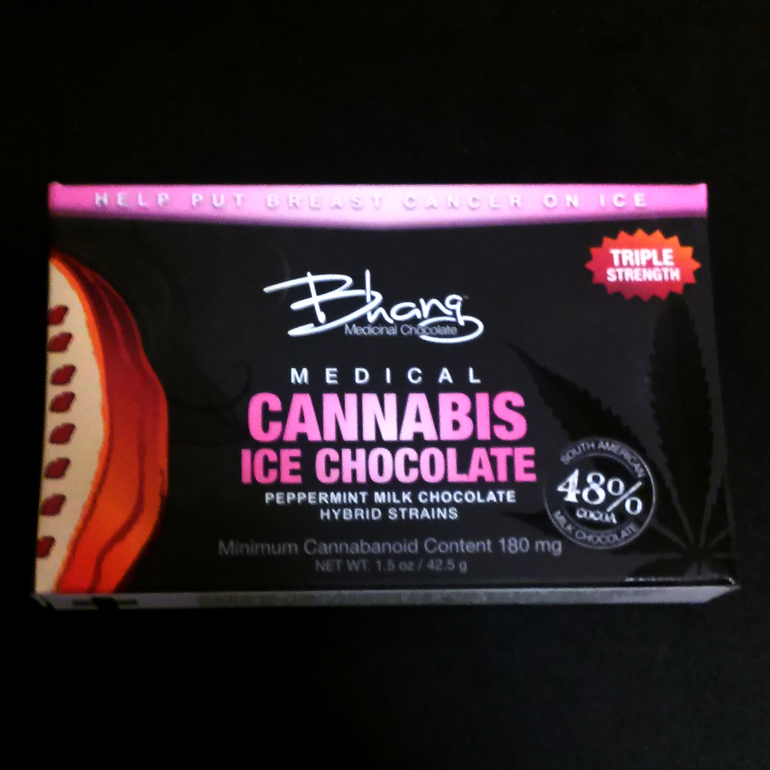 HELP PUT BREAST CANCER ON ICE
TRIPLE
STRENGTH
Bhang™
Medicinal Chocolate
MEDICAL
CANNABIS
ICE CHOCOLATE
PEPPERMINT MILK CHOCOLATE
HYBRID STRAINS
SOUTH AMERICAN
48%
COCOA
MILK CHOCOLATE
Minimum Cannabanoid Content 180 mg
NET WT. 1.5 oz / 42.5 g